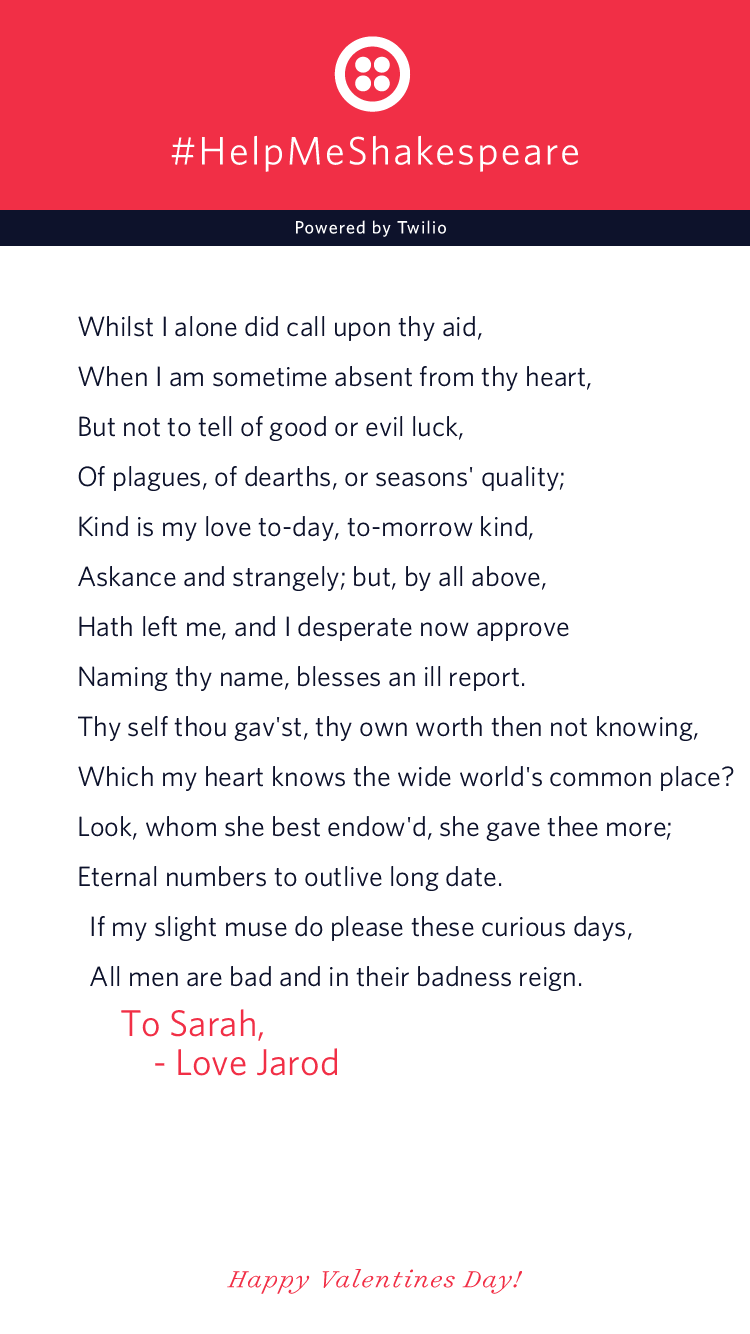 #HelpMeShakespeare
Powered by Twilio
Whilst I alone did call upon thy aid,
When I am sometime absent from thy heart,
But not to tell of good or evil luck,
Of plagues, of dearths, or seasons' quality;
Kind is my love to-day, to-morrow kind,
Askance and strangely; but, by all above,
Hath left me, and I desperate now approve
Naming thy name, blesses an ill report.
Thy self thou gav'st, thy own worth then not knowing,
Which my heart knows the wide world's common place?
Look, whom she best endow'd, she gave thee more;
Eternal numbers to outlive long date.
If my slight muse do please these curious days,
All men are bad and in their badness reign.
To Sarah,
- Love Jarod
Happy Valentines Day!